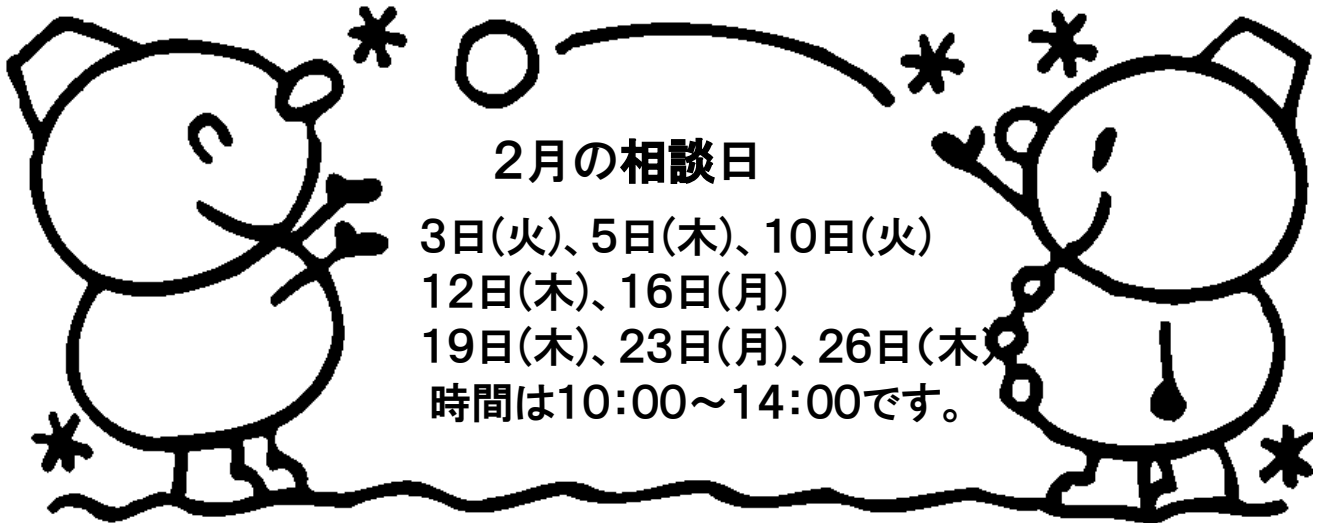 2月の相談日
3日(火)、5日(木)、10日(火)
12日(木)、16日(月)
19日(木)、23日(月)、26日(木)
時間は10:00~14:00です。